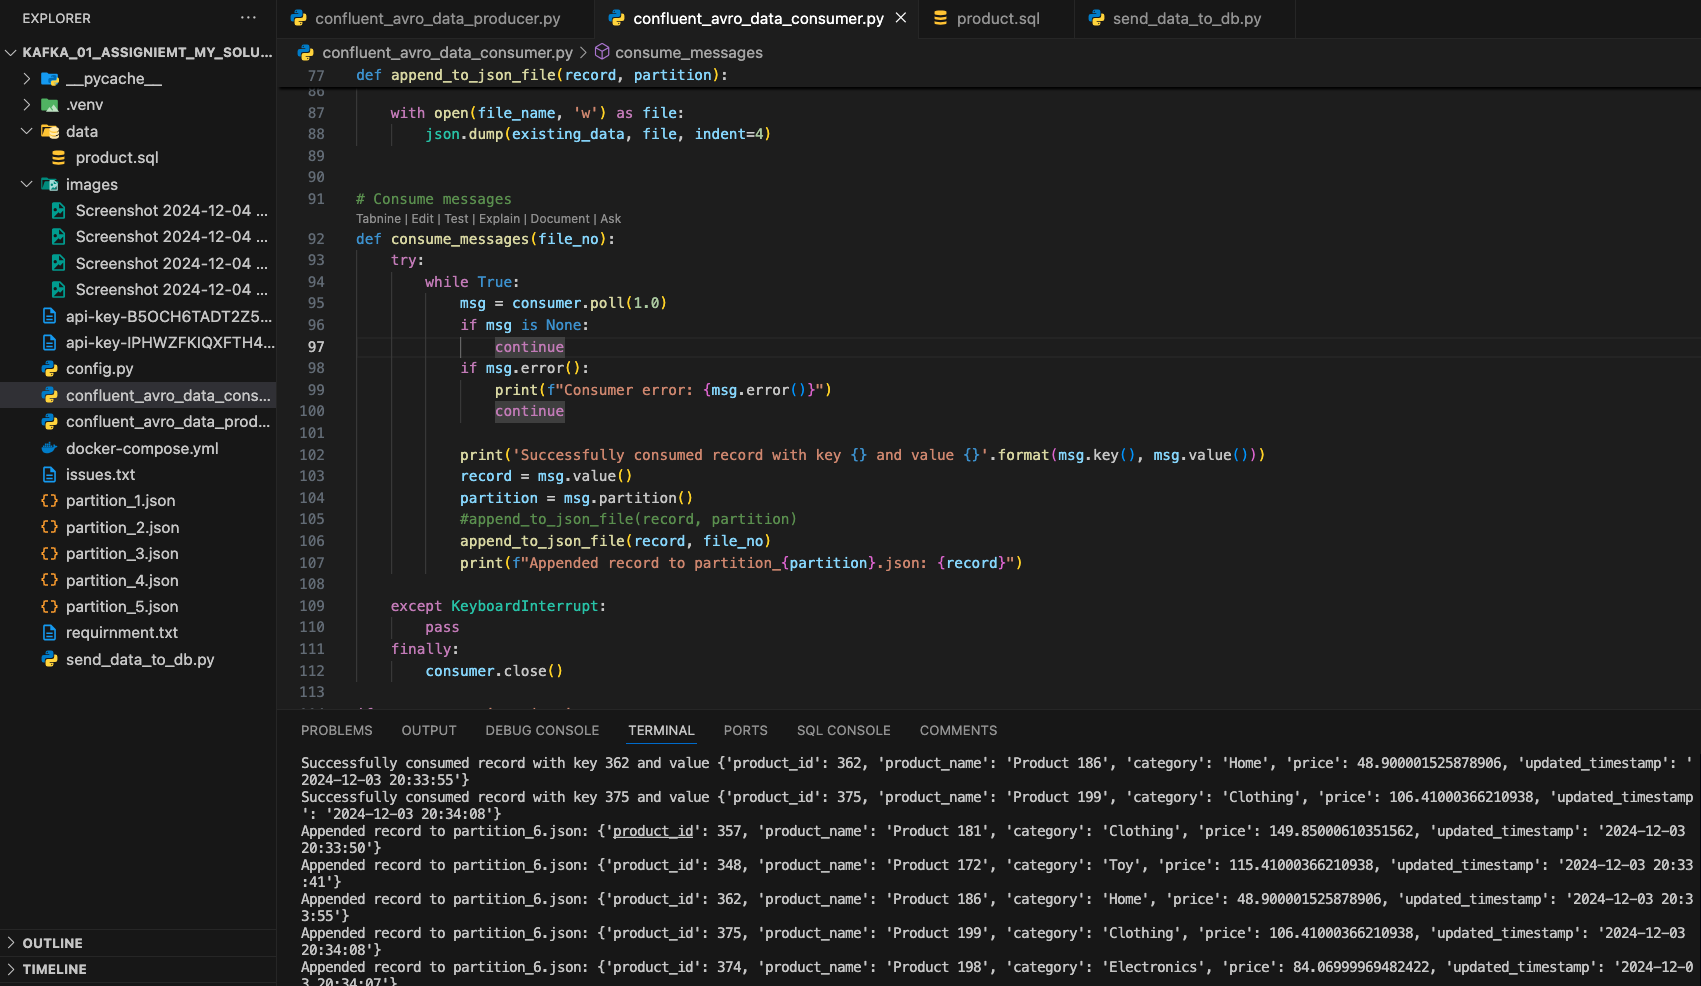 EXPLORER
KAFKA_01_ASSIGNIEMT_MY_SOLU...
__pycache__
.venv
data
product.sql
images
Screenshot 2024-12-04 ...
Screenshot 2024-12-04 ...
Screenshot 2024-12-04 ...
Screenshot 2024-12-04 ...
api-key-B5OCH6TADT2Z5...
api-key-IPHWZFKIQXFTH4...
config.py
confluent_avro_data_cons...
confluent_avro_data_prod...
docker-compose.yml
issues.txt
partition_1.json
partition_2.json
partition_3.json
partition_4.json
partition_5.json
requirnment.txt
send_data_to_db.py
OUTLINE
TIMELINE
confluent_avro_data_producer.py
confluent_avro_data_consumer.py
product.sql
send_data_to_db.py
confluent_avro_data_consumer.py > consume_messages
77 def append_to_json_file(record, partition):
86
87 with open(file_name, 'w') as file:
88 json.dump(existing_data, file, indent=4)
89
90
91 # Consume messages
Tabnine | Edit | Test | Explain | Document | Ask
92 def consume_messages(file_no):
93 try:
94 while True:
95 msg = consumer.poll(1.0)
96 if msg is None:
97 continue
98 if msg.error():
99 print(f"Consumer error: {msg.error()}")
100 continue
101
102 print('Successfully consumed record with key {} and value {}'.format(msg.key(), msg.value()))
103 record = msg.value()
104 partition = msg.partition()
105 #append_to_json_file(record, partition)
106 append_to_json_file(record, file_no)
107 print(f"Appended record to partition_{partition}.json: {record}")
108
109 except KeyboardInterrupt:
110 pass
111 finally:
112 consumer.close()
113
PROBLEMS OUTPUT DEBUG CONSOLE TERMINAL PORTS SQL CONSOLE COMMENTS
Successfully consumed record with key 362 and value {'product_id': 362, 'product_name': 'Product 186', 'category': 'Home', 'price': 48.900001525878906, 'updated_timestamp': '
2024-12-03 20:33:55'}
Successfully consumed record with key 375 and value {'product_id': 375, 'product_name': 'Product 199', 'category': 'Clothing', 'price': 106.41000366210938, 'updated_timestamp
': '2024-12-03 20:34:08'}
Appended record to partition_6.json: {'product_id': 357, 'product_name': 'Product 181', 'category': 'Clothing', 'price': 149.85000610351562, 'updated_timestamp': '2024-12-03
20:33:50'}
Appended record to partition_6.json: {'product_id': 348, 'product_name': 'Product 172', 'category': 'Toy', 'price': 115.41000366210938, 'updated_timestamp': '2024-12-03 20:33
:41'}
Appended record to partition_6.json: {'product_id': 362, 'product_name': 'Product 186', 'category': 'Home', 'price': 48.900001525878906, 'updated_timestamp': '2024-12-03 20:3
3:55'}
Appended record to partition_6.json: {'product_id': 375, 'product_name': 'Product 199', 'category': 'Clothing', 'price': 106.41000366210938, 'updated_timestamp': '2024-12-03
20:34:08'}
Appended record to partition_6.json: {'product_id': 374, 'product_name': 'Product 198', 'category': 'Electronics', 'price': 84.06999969482422, 'updated_timestamp': '2024-12-0
3 20:34:07'}